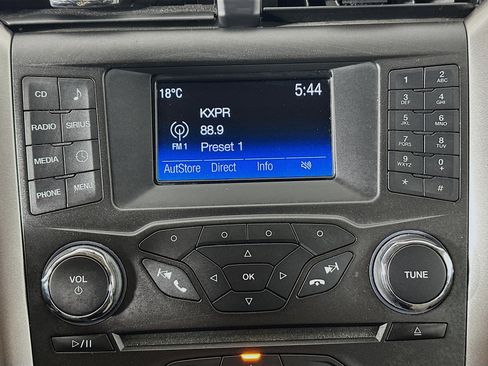 18°C 5:44
KXPR
88.9
FM 1 Preset 1
AutoStore Direct Info
CD
RADIO SIRIUS
MEDIA
PHONE MENU
1 2 ABC
3 DEF 4 GHI
5 JKL 6 MNO
7 PQRS 8 TUV
9 WXYZ 0 +
* #
VOL
OK
TUNE